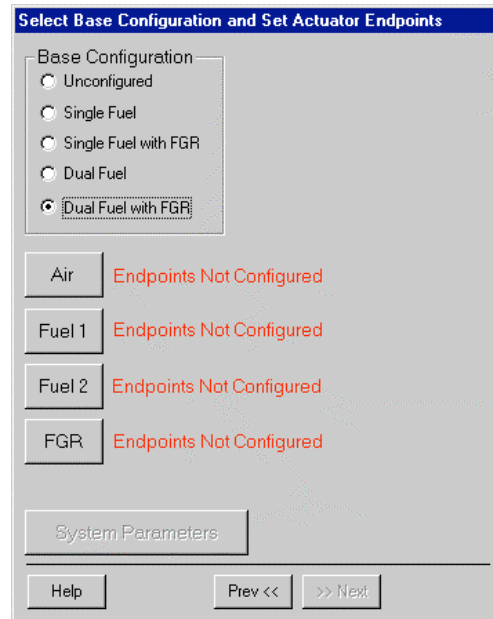 Select Base Configuration and Set Actuator Endpoints
Base Configuration
Unconfigured
Single Fuel
Single Fuel with FGR
Dual Fuel
Dual Fuel with FGR
Air Endpoints Not Configured
Fuel 1 Endpoints Not Configured
Fuel 2 Endpoints Not Configured
FGR Endpoints Not Configured
System Parameters
Help Prev << >> Next